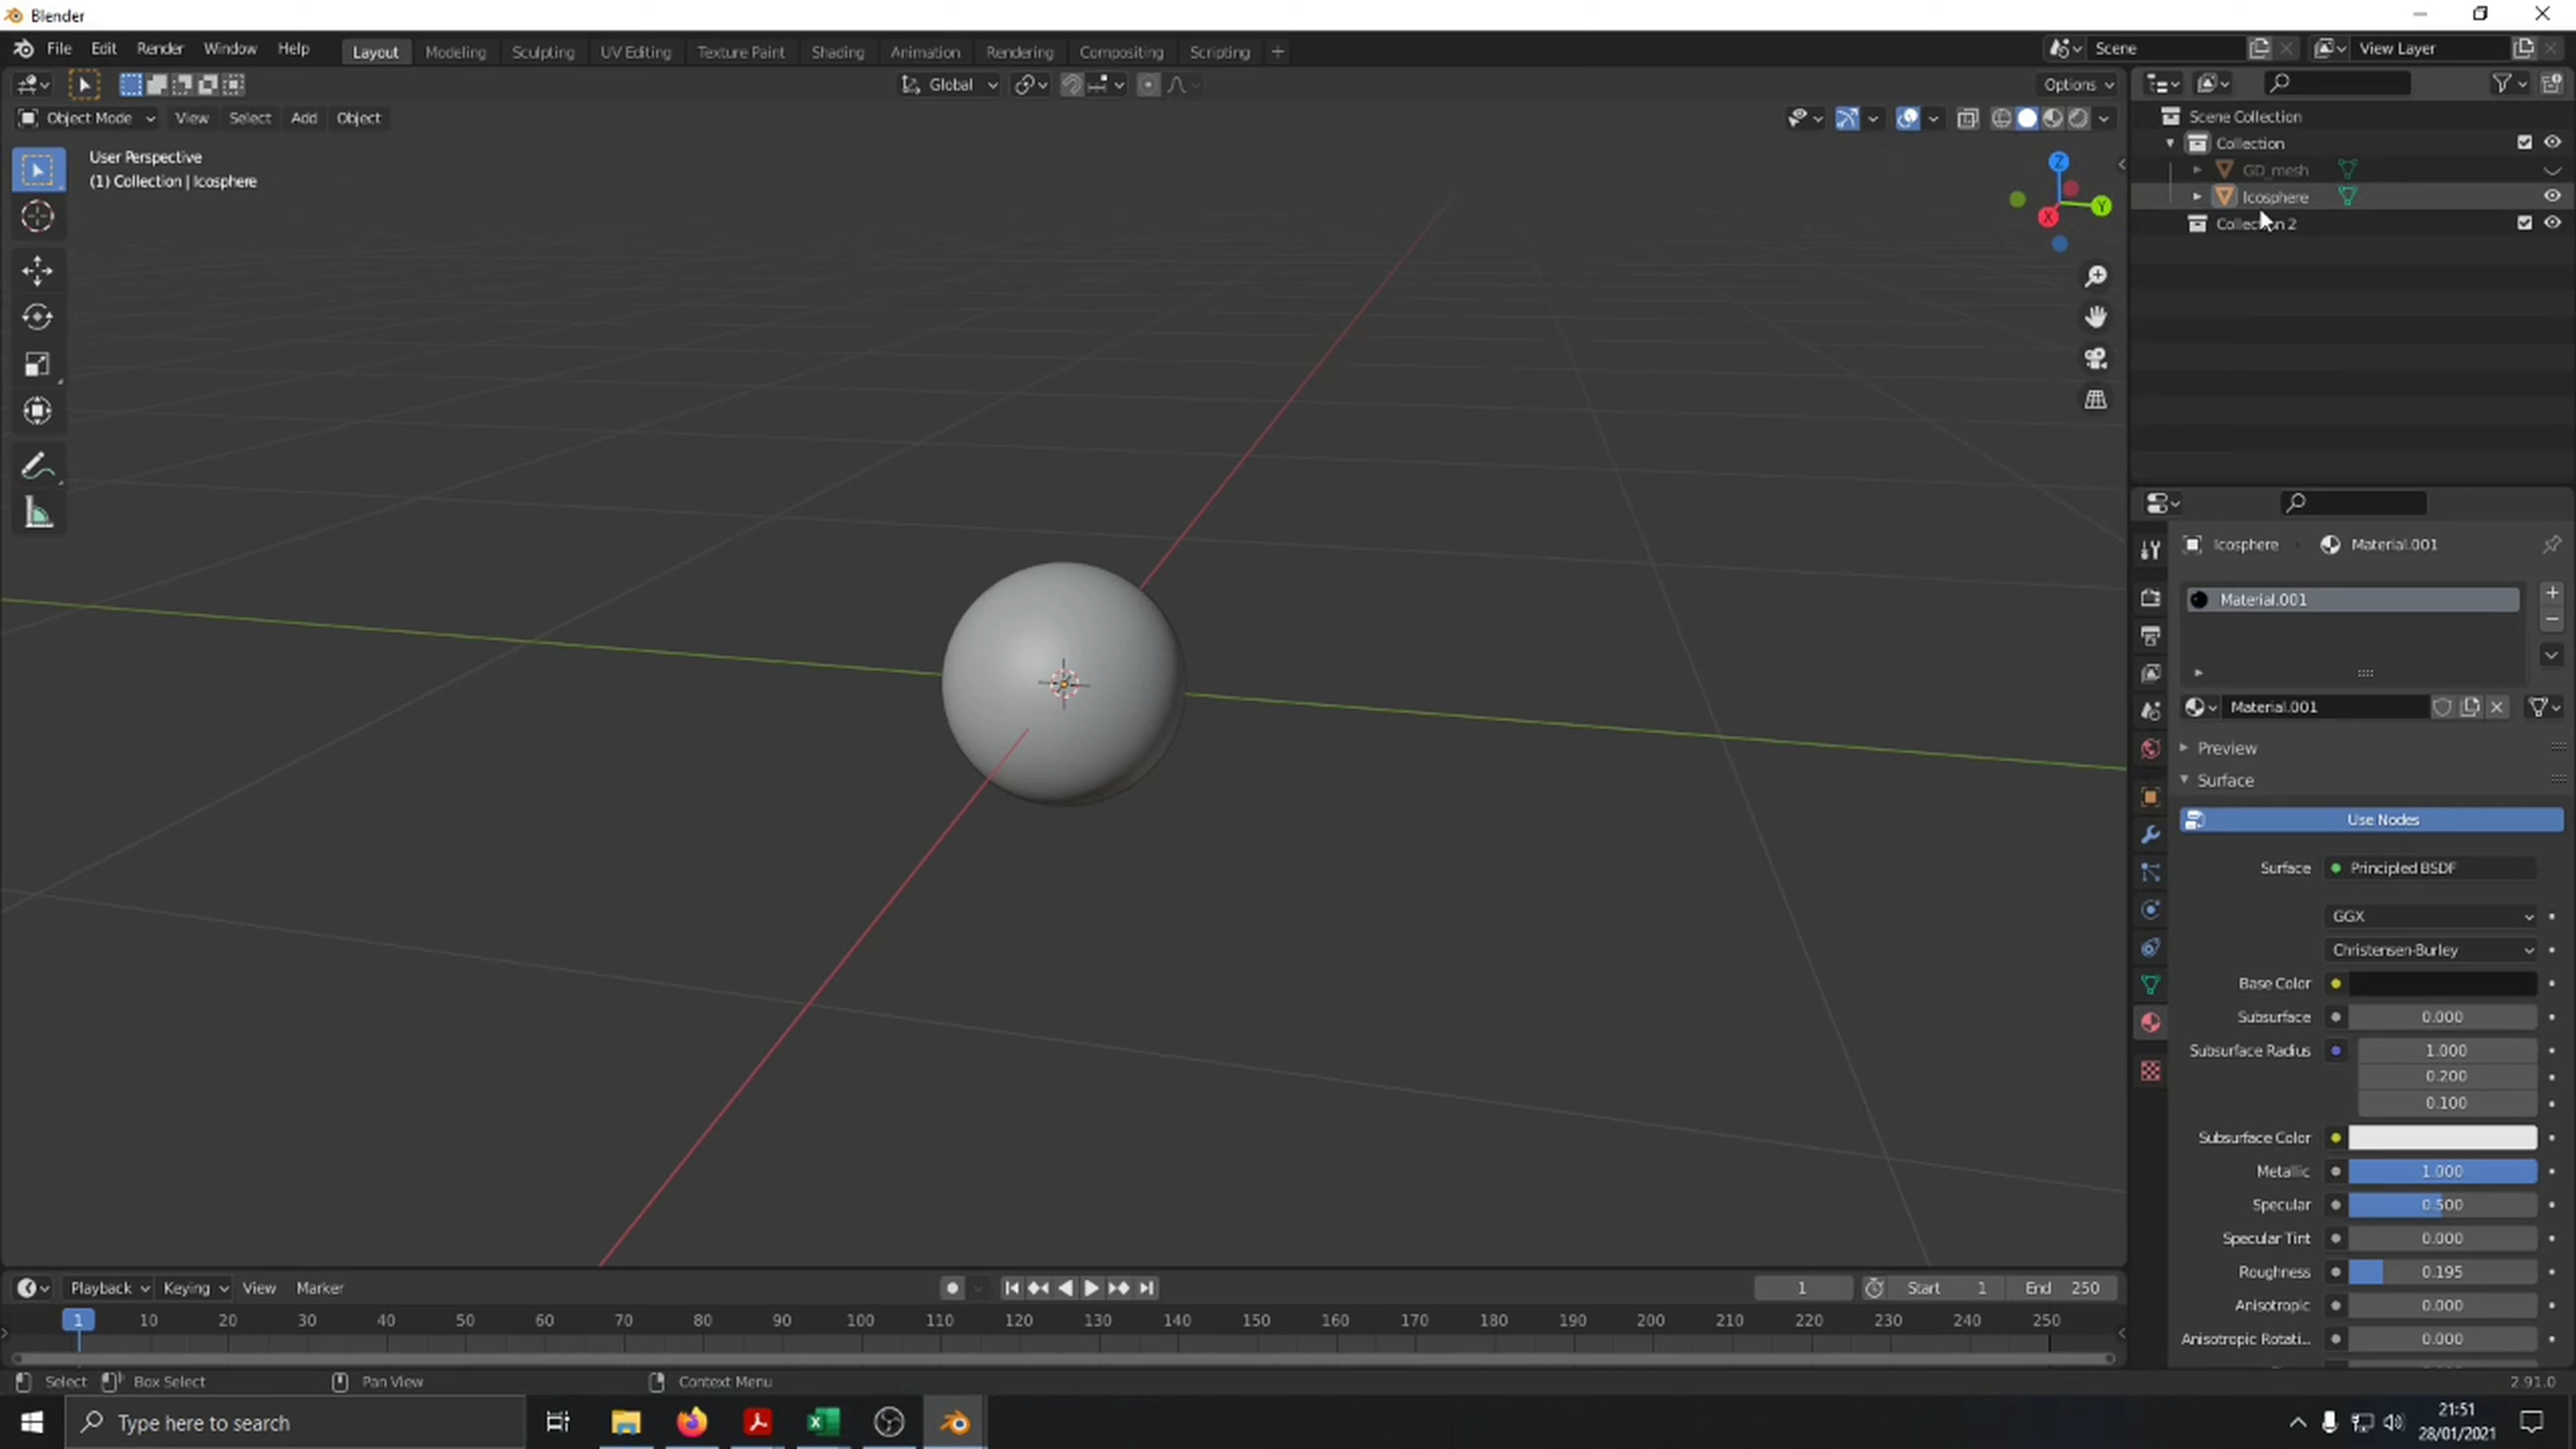 Blender
File Edit Render Window Help Layout Modeling Sculpting UV Editing Texture Paint Shading Animation Rendering Compositing Scripting + Scene View Layer
Global Options
Object Mode View Select Add Object
User Perspective
(1) Collection | Icosphere
Z
Y
X
Scene Collection
Collection
GD_mesh
Icosphere
Collection 2
Icosphere Material.001
Material.001
Material.001
Preview
Surface
Use Nodes
Surface Principled BSDF
GGX
Christensen-Burley
Base Color
Subsurface 0.000
Subsurface Radius 1.000
0.200
0.100
Subsurface Color
Metallic 1.000
Specular 0.500
Specular Tint 0.000
Roughness 0.195
Anisotropic 0.000
Anisotropic Rotati... 0.000
Playback Keying View Marker 1 Start 1 End 250
1 10 20 30 40 50 60 70 80 90 100 110 120 130 140 150 160 170 180 190 200 210 220 230 240 250
Select Box Select Pan View Context Menu 2.91.0
Type here to search
21:51
28/01/2021